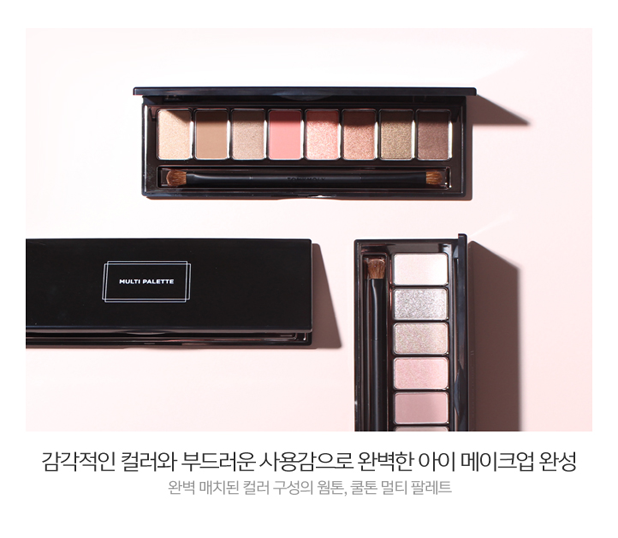 MULTI PALETTE
감각적인 컬러와 부드러운 사용감으로 완벽한 아이 메이크업 완성
완벽 매치된 컬러 구성의 웜톤, 쿨톤 멀티 팔레트